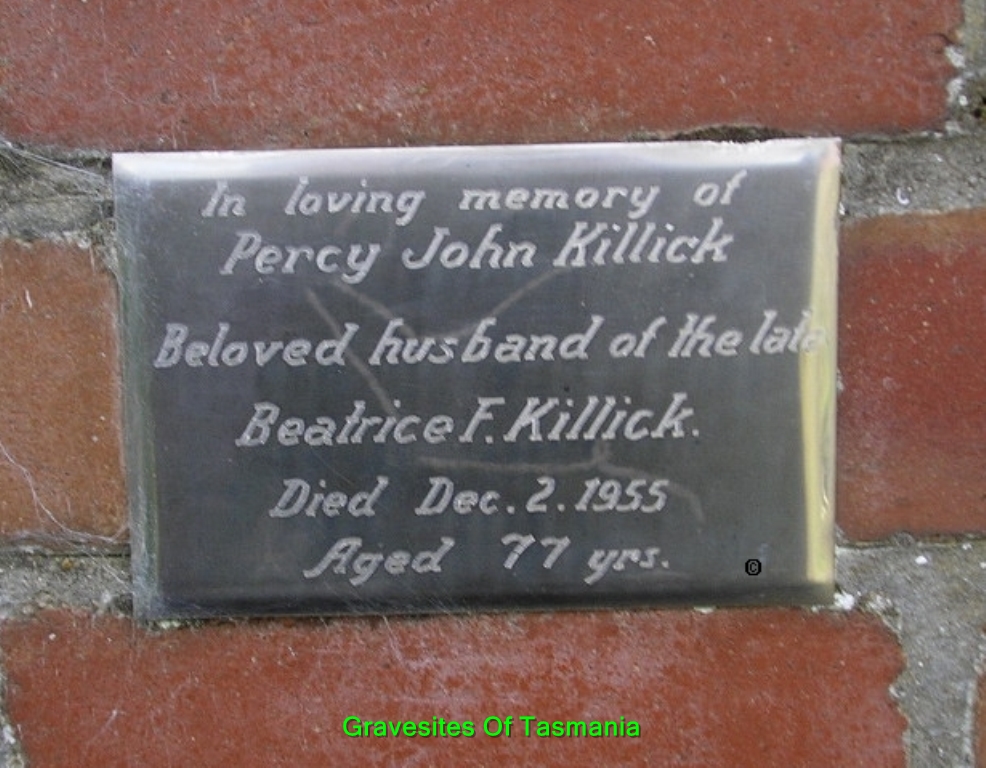 In loving memory of
Percy John Killick
Beloved husband of the late
Beatrice F. Killick.
Died Dec. 2. 1955
Aged 77 yrs.
©
Gravesites Of Tasmania